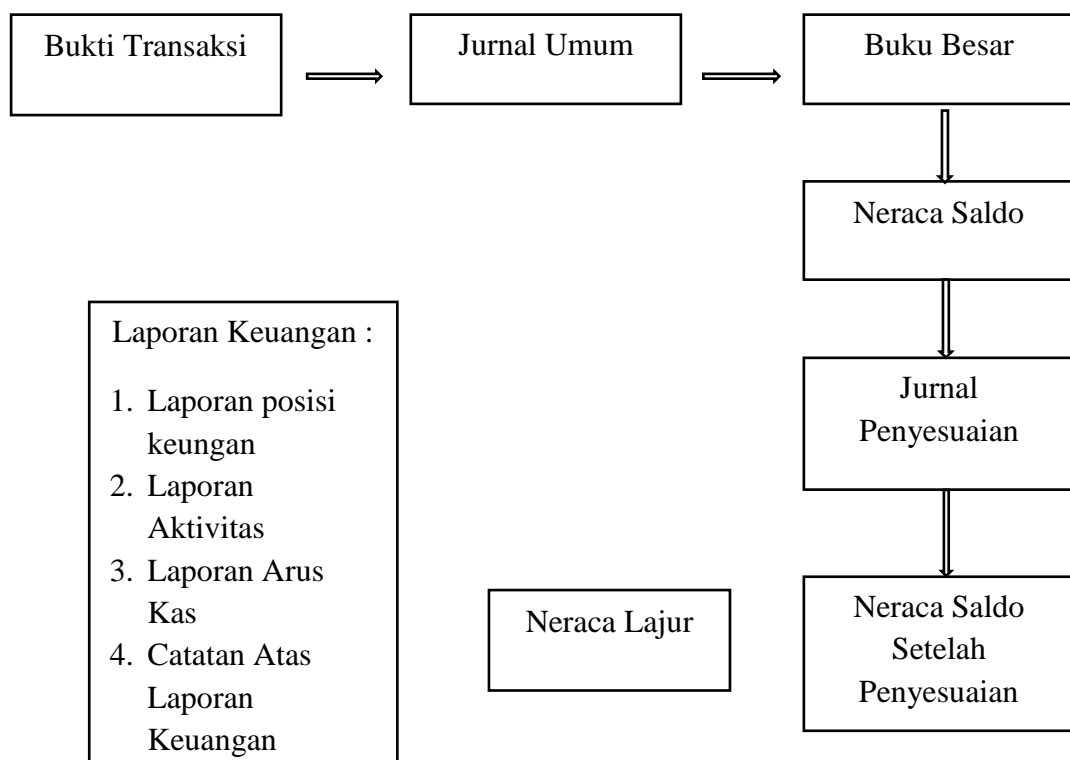 Bukti Transaksi
Jurnal Umum
Buku Besar
Neraca Saldo
Jurnal
Penyesuaian
Neraca Saldo
Setelah
Penyesuaian
Neraca Lajur
Laporan Keuangan :
1. Laporan posisi
keungan
2. Laporan
Aktivitas
3. Laporan Arus
Kas
4. Catatan Atas
Laporan
Keuangan